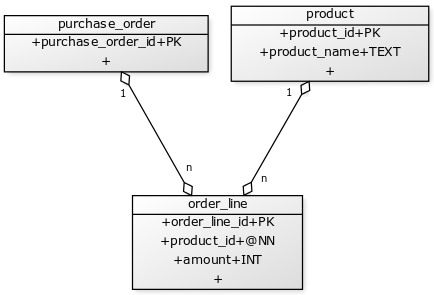 purchase_order
+purchase_order_id+PK
+
product
+product_id+PK
+product_name+TEXT
+
1
1
n
n
order_line
+order_line_id+PK
+product_id+@NN
+amount+INT
+